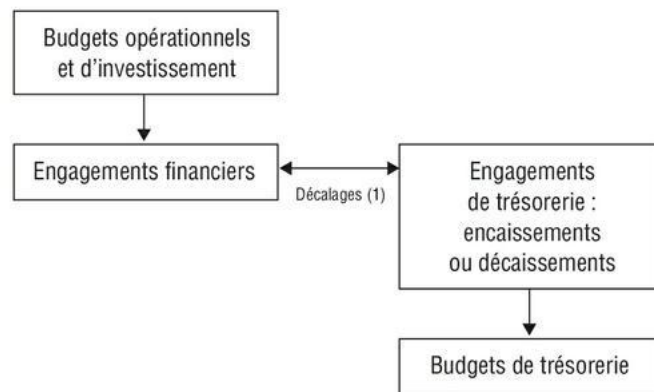 Budgets opérationnels
et d'investissement
Engagements financiers
Décalages (1)
Engagements
de trésorerie :
encaissements
ou décaissements
Budgets de trésorerie